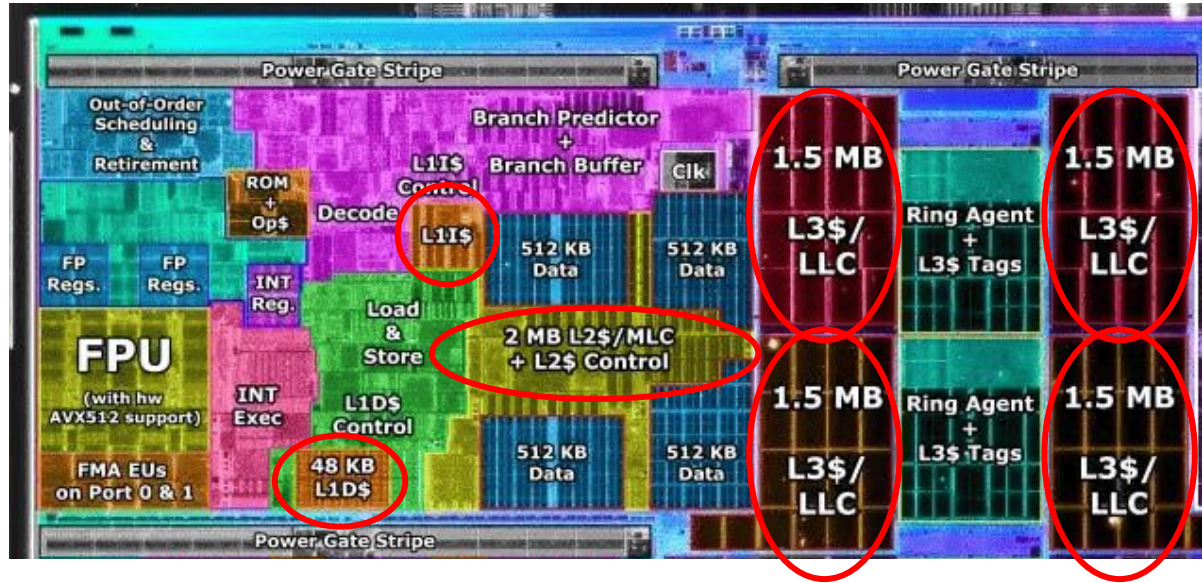 Power Gate Stripe
Power Gate Stripe
Out-of-Order
Scheduling
&
Retirement
Branch Predictor
+
Branch Buffer
L1I$
Control
Clk
ROM
+
Op$
Decode
L1I$
512 KB
Data
512 KB
Data
FP
Regs.
FP
Regs.
INT
Reg.
Load
&
Store
2 MB L2$/MLC
+ L2$ Control
FPU
(with hw
AVX512 support)
INT
Exec
L1D$
Control
FMA EUs
on Port 0 & 1
48 KB
L1D$
512 KB
Data
512 KB
Data
Power Gate Stripe
1.5 MB
L3$/
LLC
Ring Agent
+
L3$ Tags
1.5 MB
L3$/
LLC
1.5 MB
L3$/
LLC
Ring Agent
+
L3$ Tags
1.5 MB
L3$/
LLC